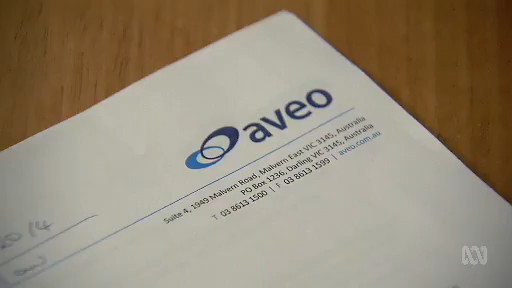 aveo
Suite 4, 1949 Malvern Road, Malvern East VIC 3145, Australia
PO Box 1236, Darling VIC 3145, Australia
T 03 8613 1500 | F 03 8613 1599 | aveo.com.au